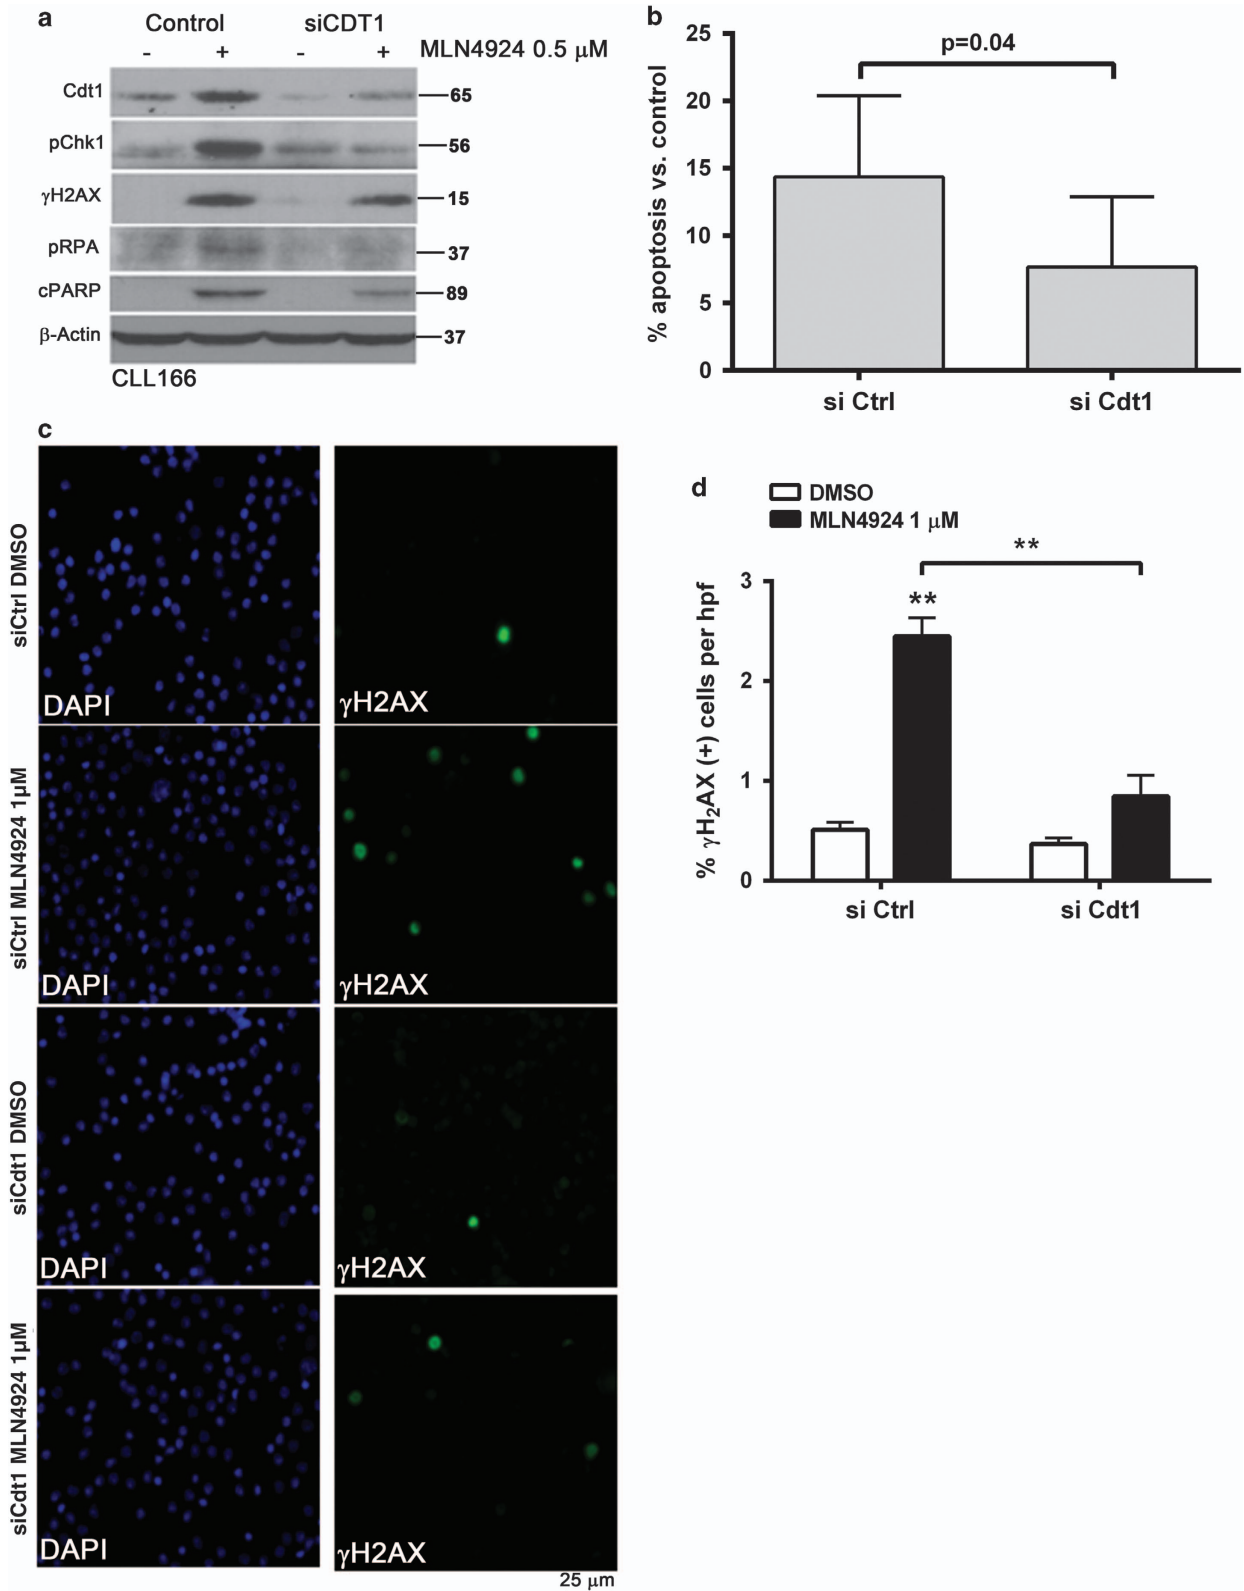 a
Control siCDT1
- + - + MLN4924 0.5 μM
Cdt1 65
pChk1 56
γH2AX 15
pRPA 37
cPARP 89
β-Actin 37
CLL166
b
p=0.04
% apoptosis vs. control
25
20
15
10
5
0
si Ctrl si Cdt1
c
siCtrl DMSO
DAPI γH2AX
siCtrl MLN4924 1μM
DAPI γH2AX
siCdt1 DMSO
DAPI γH2AX
siCdt1 MLN4924 1μM
DAPI γH2AX
25 μm
d
DMSO
MLN4924 1 μM
**
**
% γH2AX (+) cells per hpf
3
2
1
0
si Ctrl si Cdt1